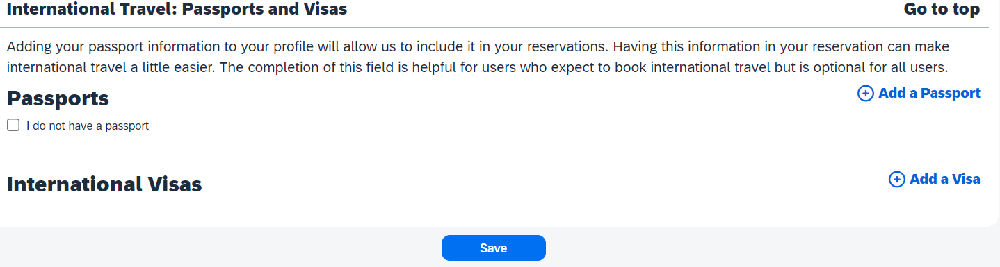 International Travel: Passports and Visas
Go to top
Adding your passport information to your profile will allow us to include it in your reservations. Having this information in your reservation can make
international travel a little easier. The completion of this field is helpful for users who expect to book international travel but is optional for all users.
Passports
Add a Passport
I do not have a passport
International Visas
Add a Visa
Save